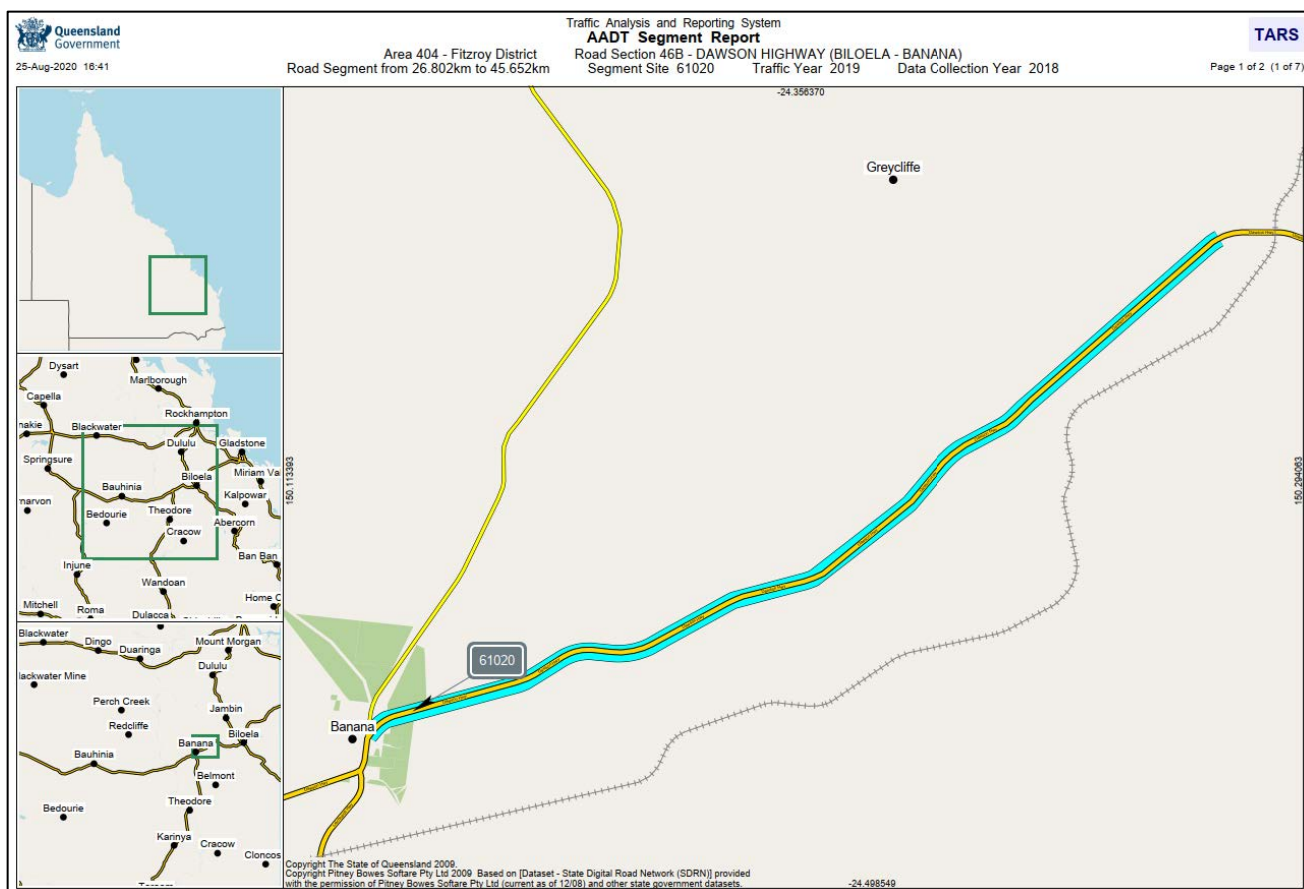 Queensland
Government
25-Aug-2020 16:41
Traffic Analysis and Reporting System
AADT Segment Report
Area 404 - Fitzroy District Road Section 46B - DAWSON HIGHWAY (BILOELA - BANANA)
Road Segment from 26.802km to 45.652km Segment Site 61020 Traffic Year 2019 Data Collection Year 2018
TARS
Page 1 of 2 (1 of 7)
Dysart
Marlborough
Capella
Rockhampton
nakie
Blackwater
Dululu
Gladstone
Springsure
Biloela
Miriam Va
Bauhinia
Kalpowar
marvon
Bedourie
Theodore
Abercorn
Cracow
Ban Ban
Injune
Wandoan
Home C
Mitchell
Roma
Dulacca
Blackwater
Dingo
Mount Morgan
Duaringa
Dululu
lackwater Mine
Perch Creek
Jambin
Redcliffe
Banana
Biloela
Bauhinia
Belmont
Bedourie
Theodore
Karinya
Cracow
Cloncos
-24.356370
Greycliffe
150.113393
150.294063
61020
Banana
Copyright The State of Queensland 2009.
Copyright Pitney Bowes Softare Pty Ltd 2009 Based on [Dataset - State Digital Road Network (SDRN)] provided
with the permission of Pitney Bowes Softare Pty Ltd (current as of 12/08) and other state government datasets.
-24.498549